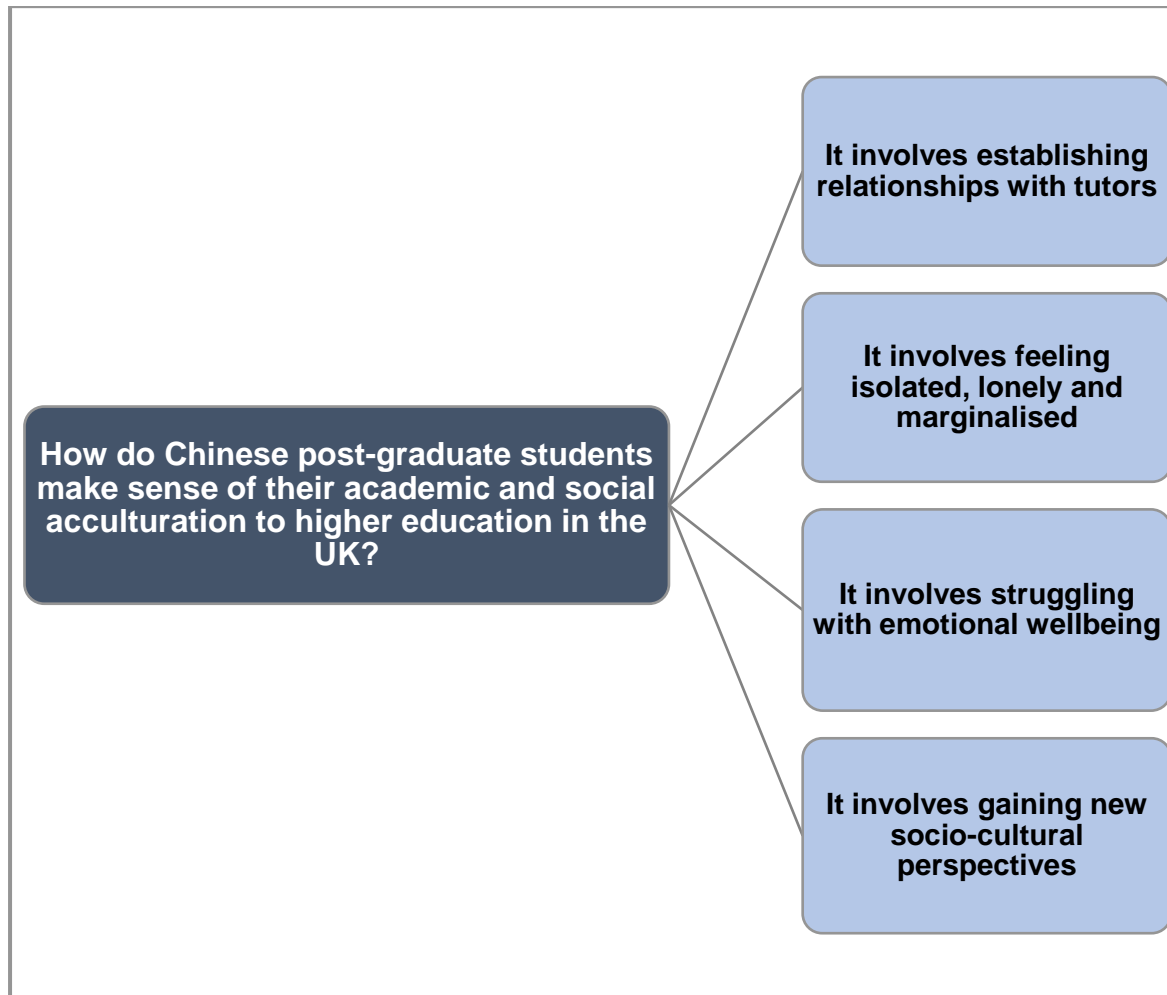 How do Chinese post-graduate students
make sense of their academic and social
acculturation to higher education in the
UK?
It involves establishing
relationships with tutors
It involves feeling
isolated, lonely and
marginalised
It involves struggling
with emotional wellbeing
It involves gaining new
socio-cultural
perspectives